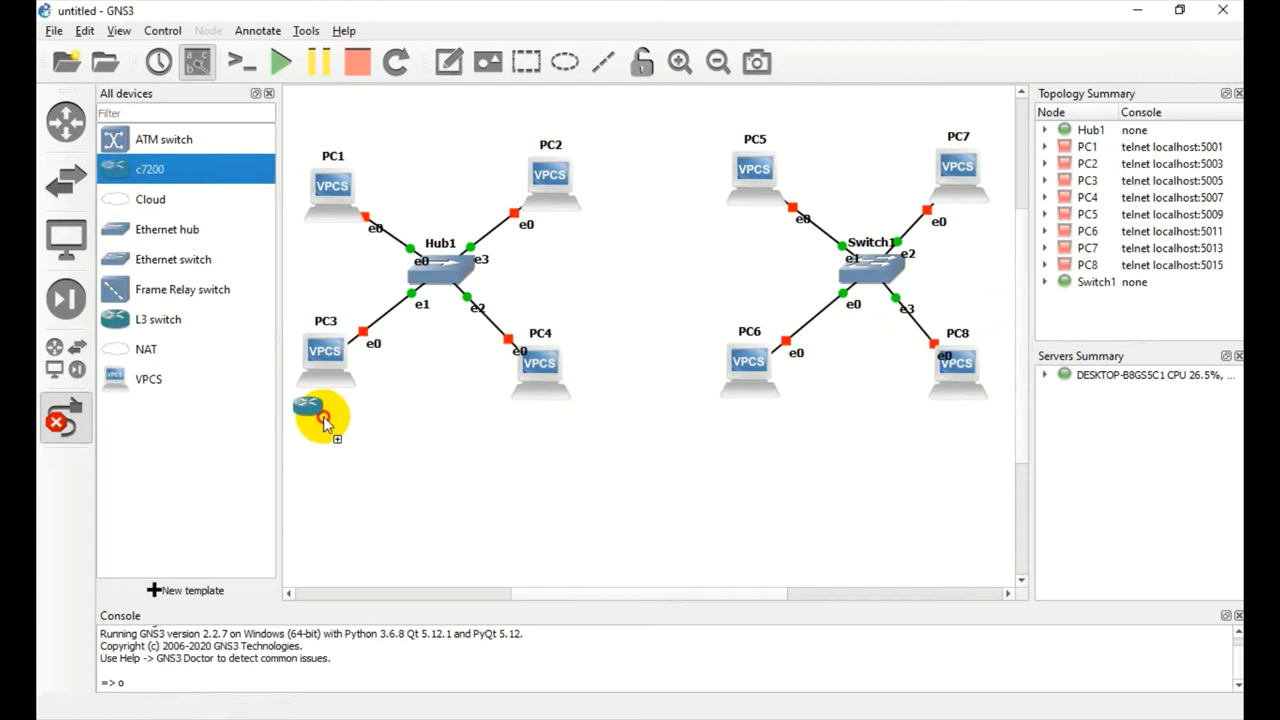 untitled - GNS3
File Edit View Control Node Tools Annotate Help
All devices
Filter
ATM switch
c7200
Cloud
Ethernet hub
Ethernet switch
Frame Relay switch
L3 switch
NAT
VPCS
New template
PC1
VPCS
e0
PC2
VPCS
e0
Hub1
e0
e3
e1
e2
PC3
VPCS
e0
PC4
VPCS
e0
PC5
VPCS
e0
PC7
VPCS
e0
Switch1
e1
e2
e0
e3
PC6
VPCS
e0
PC8
VPCS
e0
Topology Summary
Node Console
Hub1 none
PC1 telnet localhost:5001
PC2 telnet localhost:5003
PC3 telnet localhost:5005
PC4 telnet localhost:5007
PC5 telnet localhost:5009
PC6 telnet localhost:5011
PC7 telnet localhost:5013
PC8 telnet localhost:5015
Switch1 none
Servers Summary
DESKTOP-B8GS5C1 CPU 26.5%, ...
Console
Running GNS3 version 2.2.7 on Windows (64-bit) with Python 3.6.8 Qt 5.12.1 and PyQt 5.12.
Copyright (c) 2006-2020 GNS3 Technologies.
Use Help -> GNS3 Doctor to detect common issues.
=> o